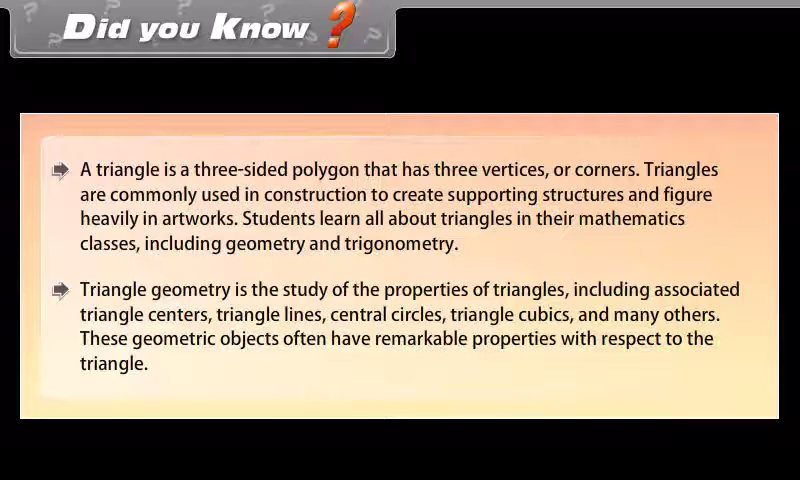 Did you Know ?
A triangle is a three-sided polygon that has three vertices, or corners. Triangles
are commonly used in construction to create supporting structures and figure
heavily in artworks. Students learn all about triangles in their mathematics
classes, including geometry and trigonometry.
Triangle geometry is the study of the properties of triangles, including associated
triangle centers, triangle lines, central circles, triangle cubics, and many others.
These geometric objects often have remarkable properties with respect to the
triangle.